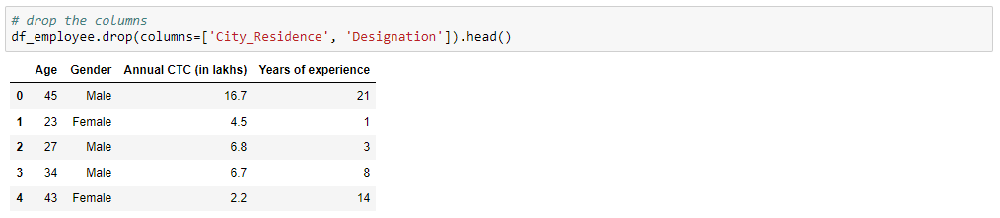 # drop the columns
df_employee.drop(columns=['City_Residence', 'Designation']).head()
Age Gender Annual CTC (in lakhs) Years of experience
0 45 Male 16.7 21
1 23 Female 4.5 1
2 27 Male 6.8 3
3 34 Male 6.7 8
4 43 Female 2.2 14